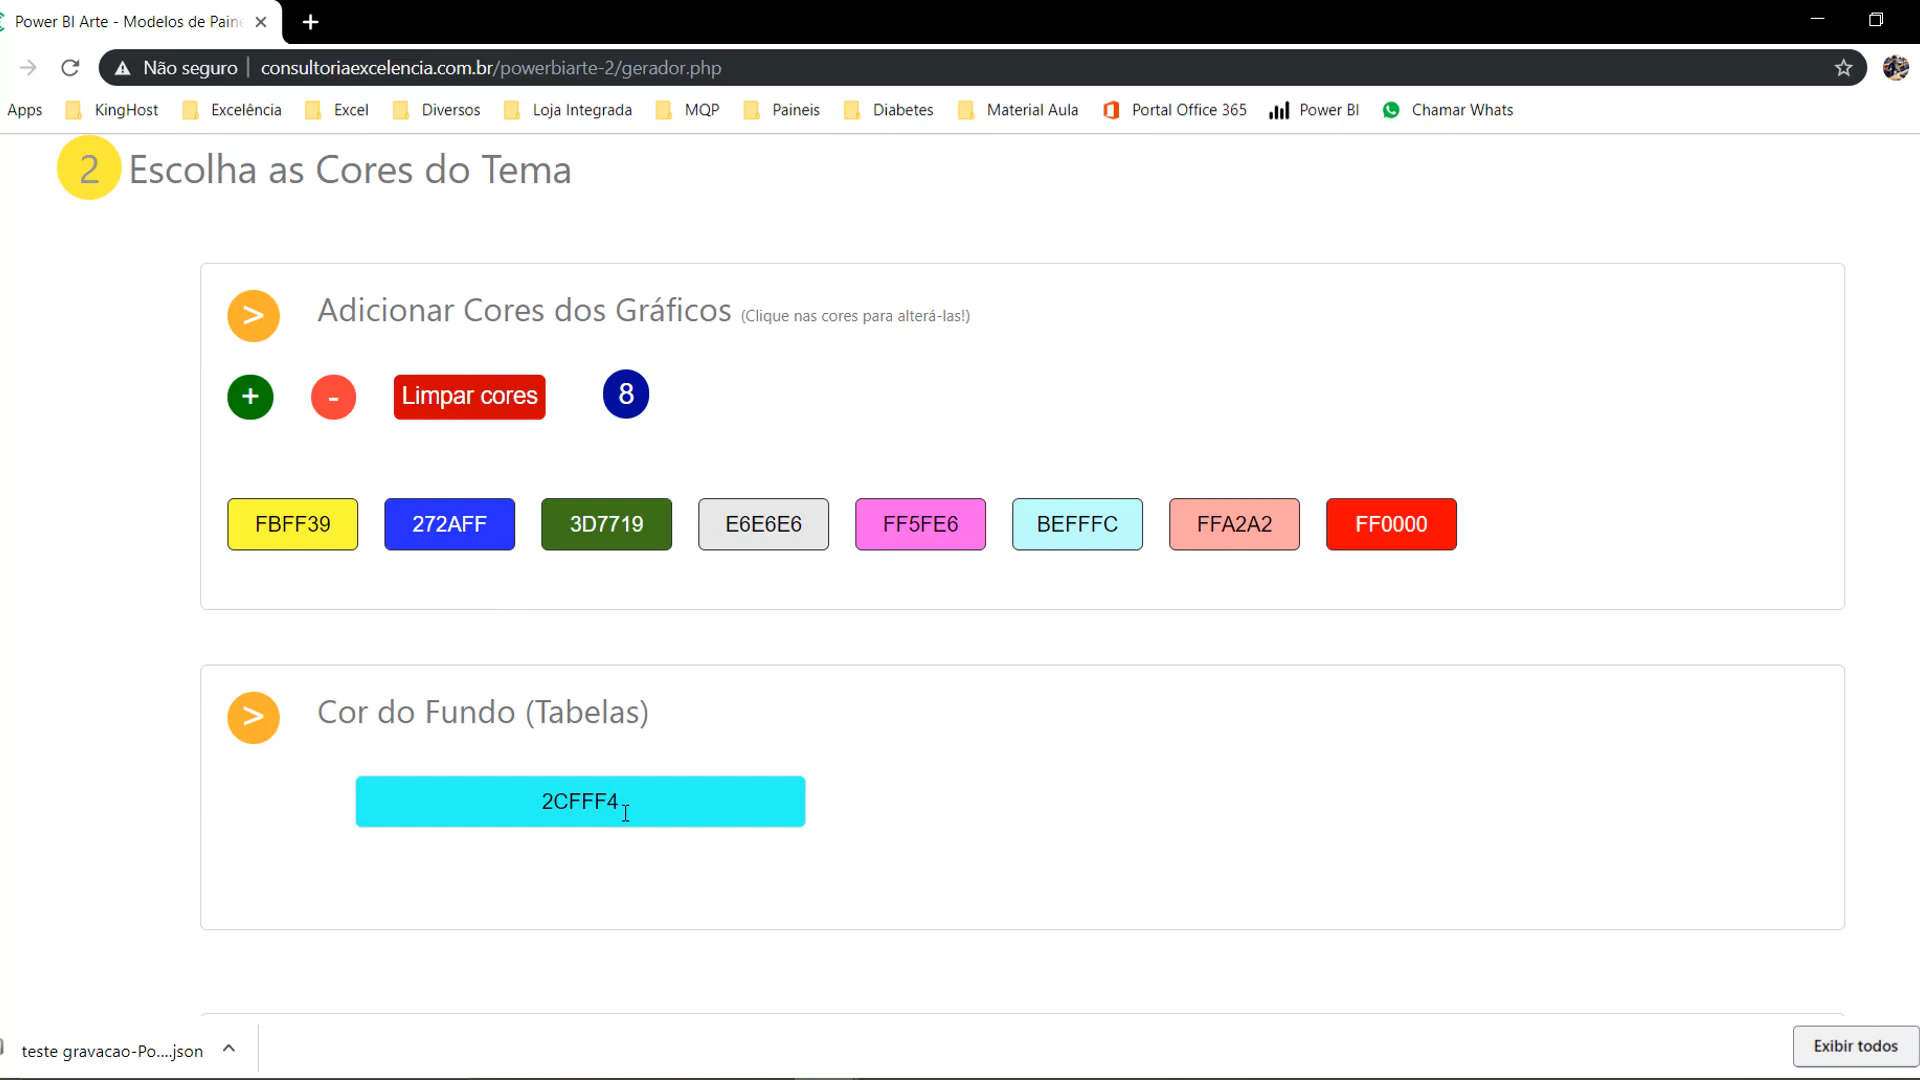 Power BI Arte - Modelos de Paine
Não seguro
consultoriaexcelencia.com.br/powerbiarte-2/gerador.php
Apps KingHost Excelência Excel Diversos Loja Integrada MQP Paineis Diabetes Material Aula Portal Office 365 Power BI Chamar Whats
2 Escolha as Cores do Tema
> Adicionar Cores dos Gráficos (Clique nas cores para alterá-las!)
+ - Limpar cores 8
FBFF39 272AFF 3D7719 E6E6E6 FF5FE6 BEFFFC FFA2A2 FF0000
> Cor do Fundo (Tabelas)
2CFFF4
teste gravacao-Po....json
Exibir todos